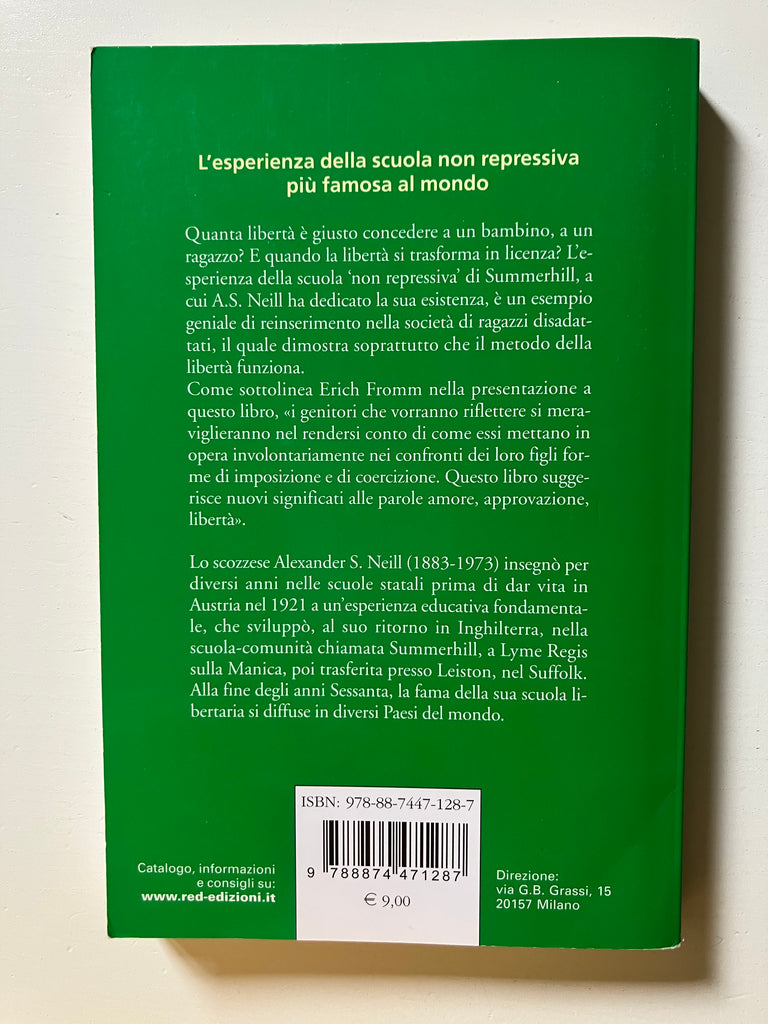 L'esperienza della scuola non repressiva
più famosa al mondo
Quanta libertà è giusto concedere a un bambino, a un
ragazzo? E quando la libertà si trasforma in licenza? L'e-
sperienza della scuola 'non repressiva' di Summerhill, a
cui A.S. Neill ha dedicato la sua esistenza, è un esempio
geniale di reinserimento nella società di ragazzi disadat-
tati, il quale dimostra soprattutto che il metodo della
libertà funziona.
Come sottolinea Erich Fromm nella presentazione a
questo libro, «i genitori che vorranno riflettere si mera-
viglieranno nel rendersi conto di come essi mettano in
opera involontariamente nei confronti dei loro figli for-
me di imposizione e di coercizione. Questo libro sugge-
risce nuovi significati alle parole amore, approvazione,
libertà».
Lo scozzese Alexander S. Neill (1883-1973) insegnò per
diversi anni nelle scuole statali prima di dar vita in
Austria nel 1921 a un'esperienza educativa fondamenta-
le, che sviluppò, al suo ritorno in Inghilterra, nella
scuola-comunità chiamata Summerhill, a Lyme Regis
sulla Manica, poi trasferita presso Leiston, nel Suffolk.
Alla fine degli anni Sessanta, la fama della sua scuola li-
bertaria si diffuse in diversi Paesi del mondo.
ISBN: 978-88-7447-128-7
9 788874 471287
€ 9,00
Catalogo, informazioni
e consigli su:
www.red-edizioni.it
Direzione:
via G.B. Grassi, 15
20157 Milano